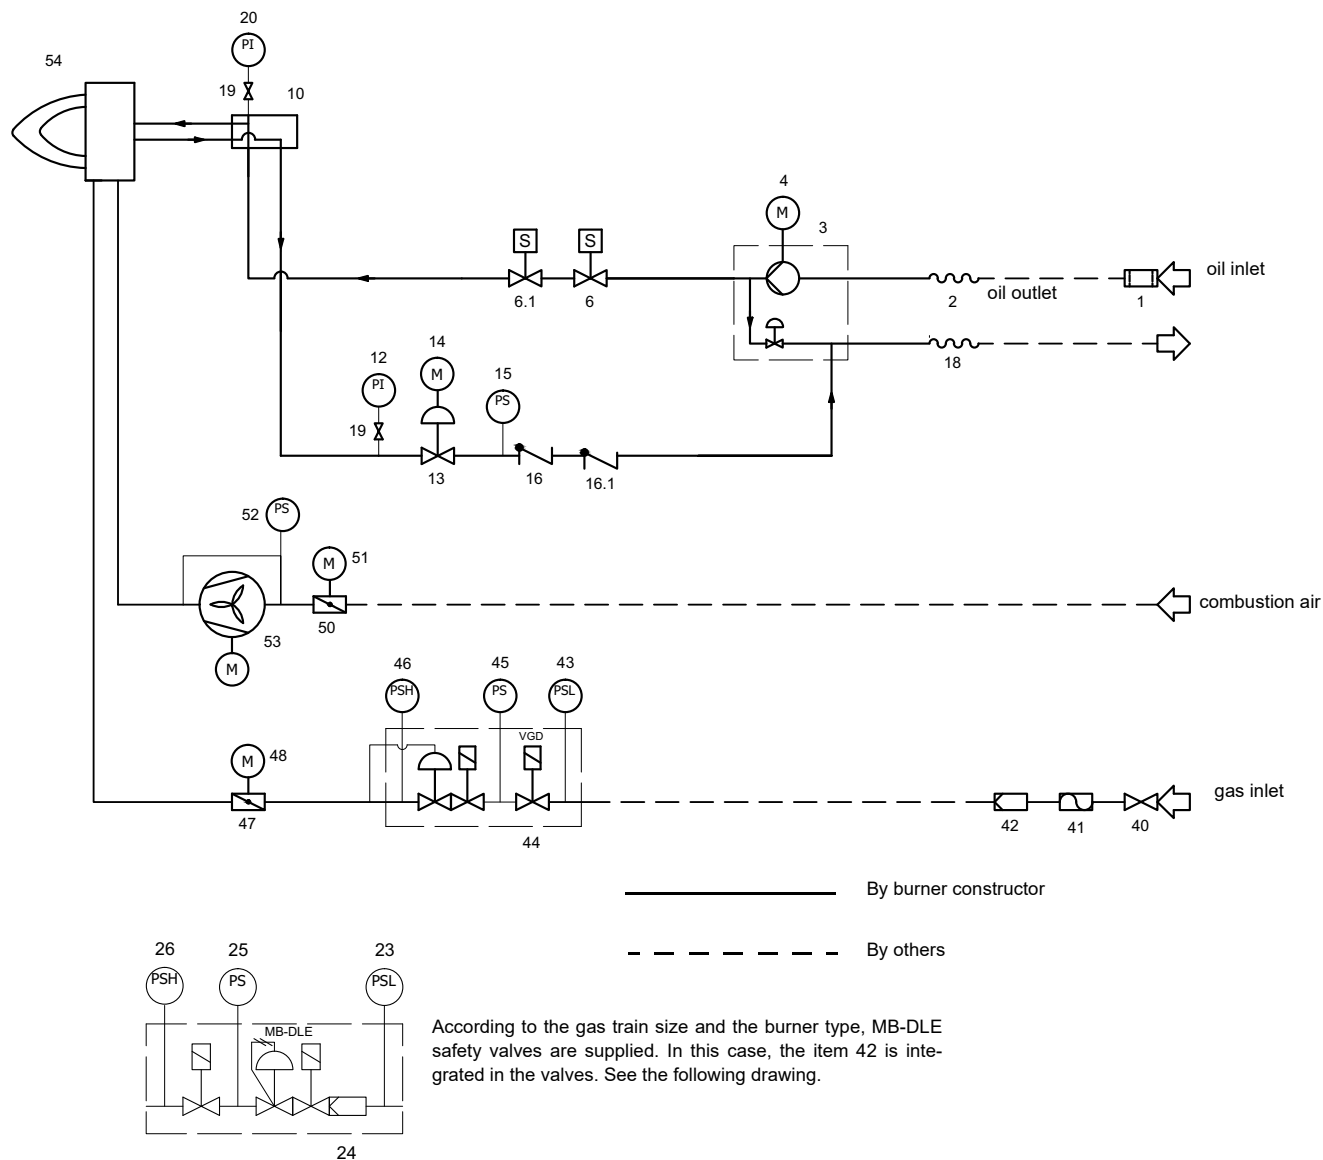 20
PI
54
19
10
4
M
3
S
S
6.1
6
2
oil outlet
1
oil inlet
14
12
M
15
PI
PS
19
13
16
16.1
18
52
PS
M
51
50
53
M
combustion air
46
45
43
PSH
PS
PSL
VGD
M
48
47
44
42
41
40
gas inlet
By burner constructor
By others
26
25
23
PSH
PS
PSL
MB-DLE
24
According to the gas train size and the burner type, MB-DLE
safety valves are supplied. In this case, the item 42 is inte-
grated in the valves. See the following drawing.